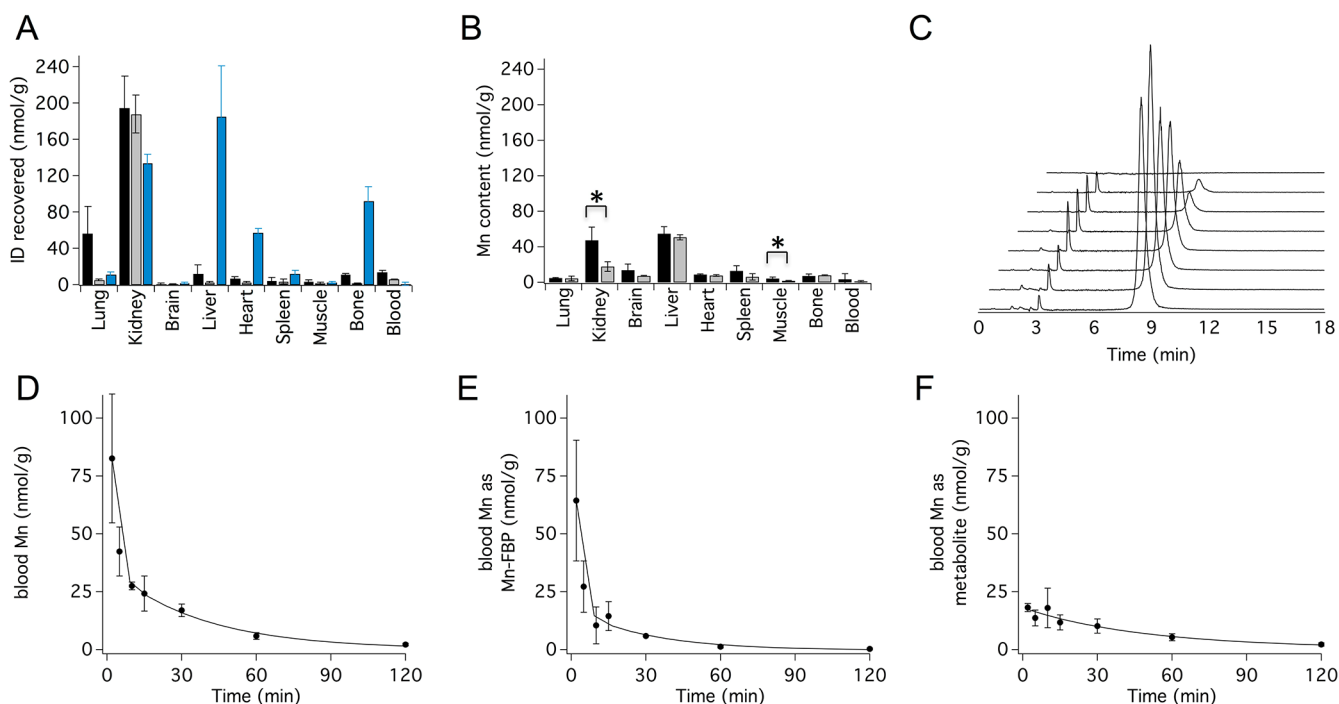 A
ID recovered (nmol/g)
240
200
160
120
80
40
0
Lung
Kidney
Brain
Liver
Heart
Spleen
Muscle
Bone
Blood
B
Mn content (nmol/g)
240
200
160
120
80
40
0
*
*
Lung
Kidney
Brain
Liver
Heart
Spleen
Muscle
Bone
Blood
C
0 3 6 9 12 15 18
Time (min)
D
blood Mn (nmol/g)
100
75
50
25
0
0 30 60 90 120
Time (min)
E
blood Mn as
Mn-FBP (nmol/g)
100
75
50
25
0
0 30 60 90 120
Time (min)
F
blood Mn as
metabolite (nmol/g)
100
75
50
25
0
0 30 60 90 120
Time (min)